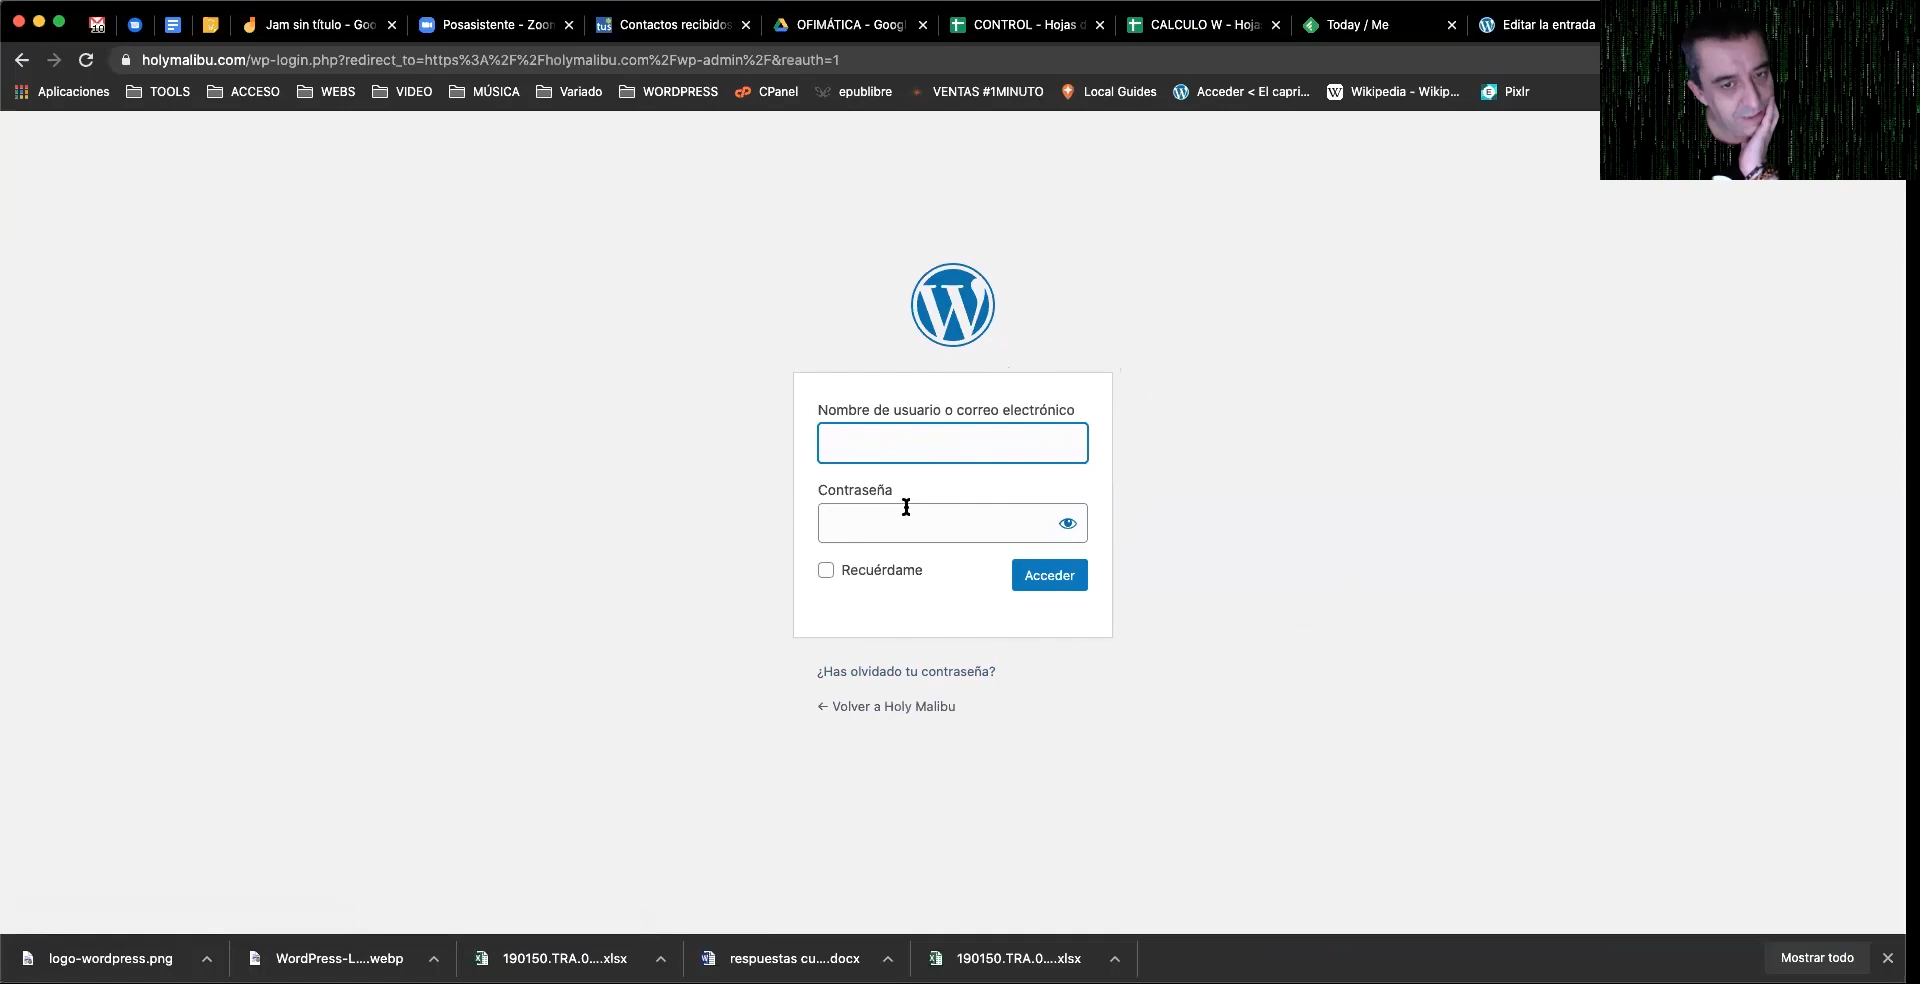 10
Jam sin título - Goo
Posasistente - Zoom
tus Contactos recibidos
OFIMÁTICA - Googl
CONTROL - Hojas d
CALCULO W - Hoja
Today / Me
Editar la entrada
holymalibu.com/wp-login.php?redirect_to=https%3A%2F%2Fholymalibu.com%2Fwp-admin%2F&reauth=1
Aplicaciones TOOLS ACCESO WEBS VIDEO MÚSICA Variado WORDPRESS CPanel epublibre VENTAS #1MINUTO Local Guides Acceder < El capri... Wikipedia - Wikip... Pixlr
Nombre de usuario o correo electrónico
Contraseña
Recuérdame
Acceder
¿Has olvidado tu contraseña?
← Volver a Holy Malibu
logo-wordpress.png WordPress-L....webp 190150.TRA.0....xlsx respuestas cu....docx 190150.TRA.0....xlsx Mostrar todo